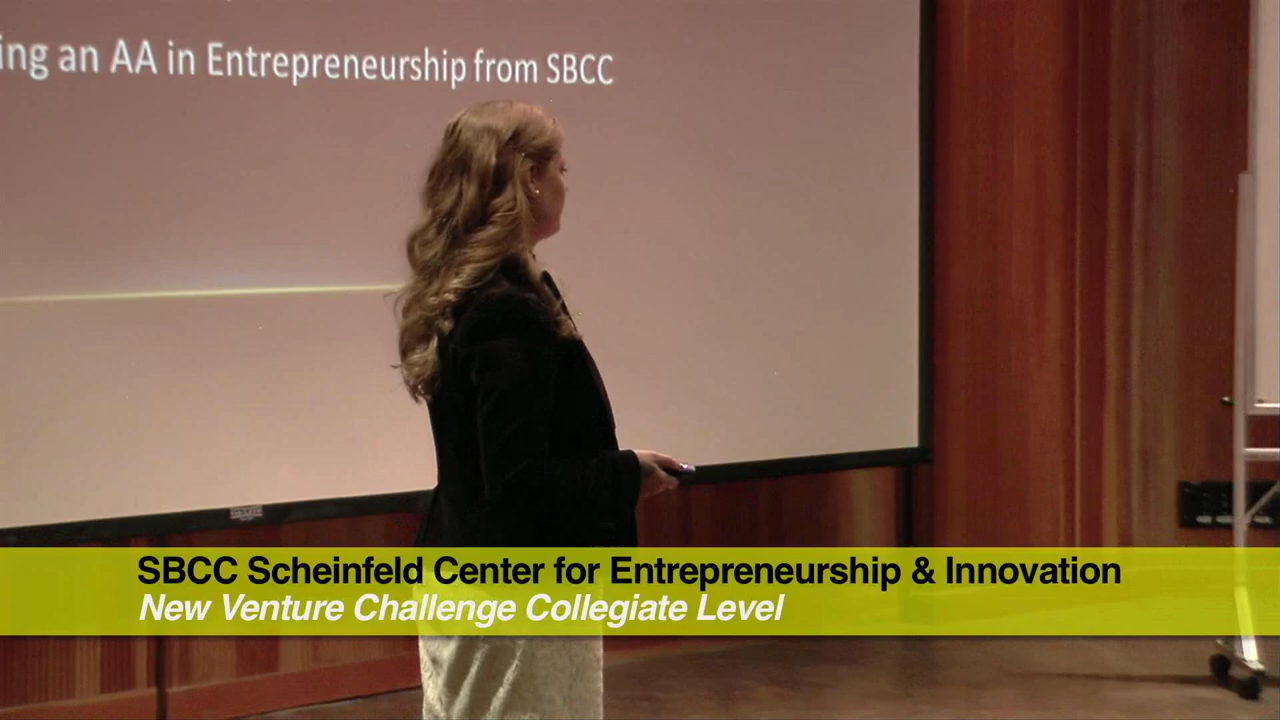 ing an AA in Entrepreneurship from SBCC
SBCC Scheinfeld Center for Entrepreneurship & Innovation
New Venture Challenge Collegiate Level